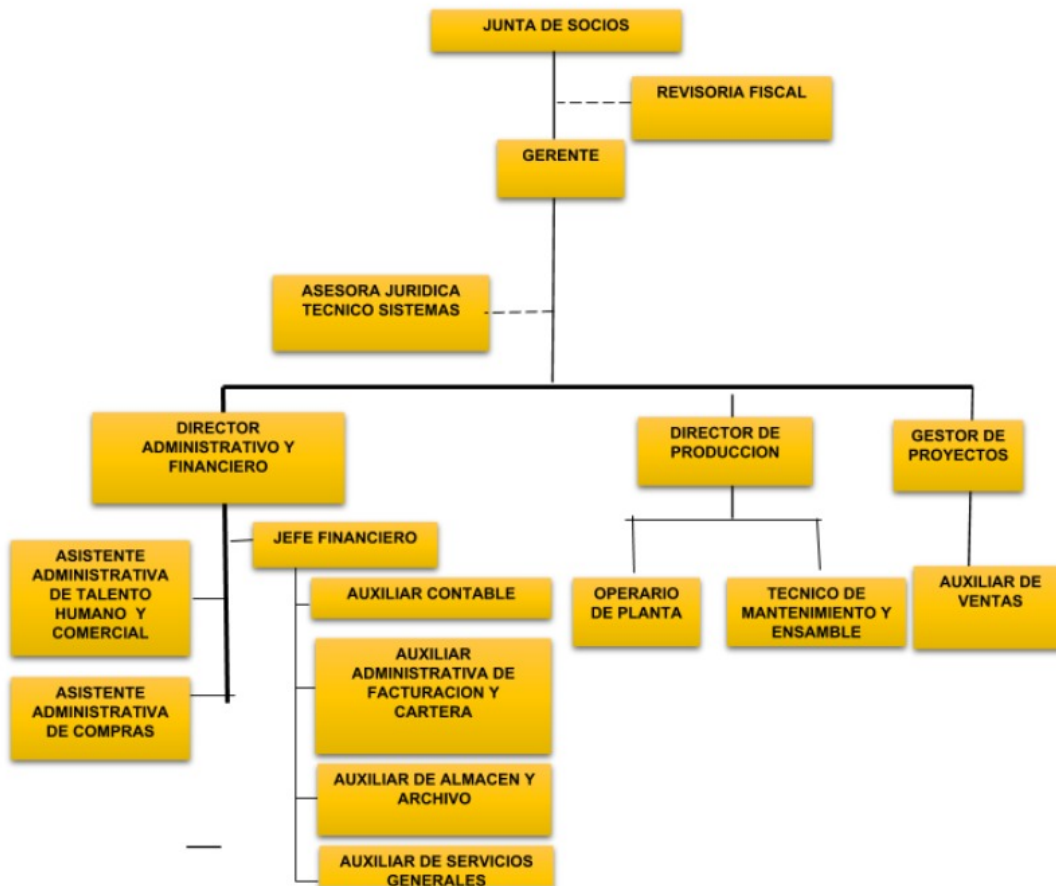 JUNTA DE SOCIOS
REVISORIA FISCAL
GERENTE
ASESORA JURIDICA
TECNICO SISTEMAS
DIRECTOR
ADMINISTRATIVO Y
FINANCIERO
DIRECTOR DE
PRODUCCION
GESTOR DE
PROYECTOS
JEFE FINANCIERO
ASISTENTE
ADMINISTRATIVA
DE TALENTO
HUMANO Y
COMERCIAL
AUXILIAR CONTABLE
OPERARIO
DE PLANTA
TECNICO DE
MANTENIMIENTO Y
ENSAMBLE
AUXILIAR DE
VENTAS
AUXILIAR
ADMINISTRATIVA DE
FACTURACION Y
CARTERA
ASISTENTE
ADMINISTRATIVA
DE COMPRAS
AUXILIAR DE ALMACEN Y
ARCHIVO
AUXILIAR DE SERVICIOS
GENERALES